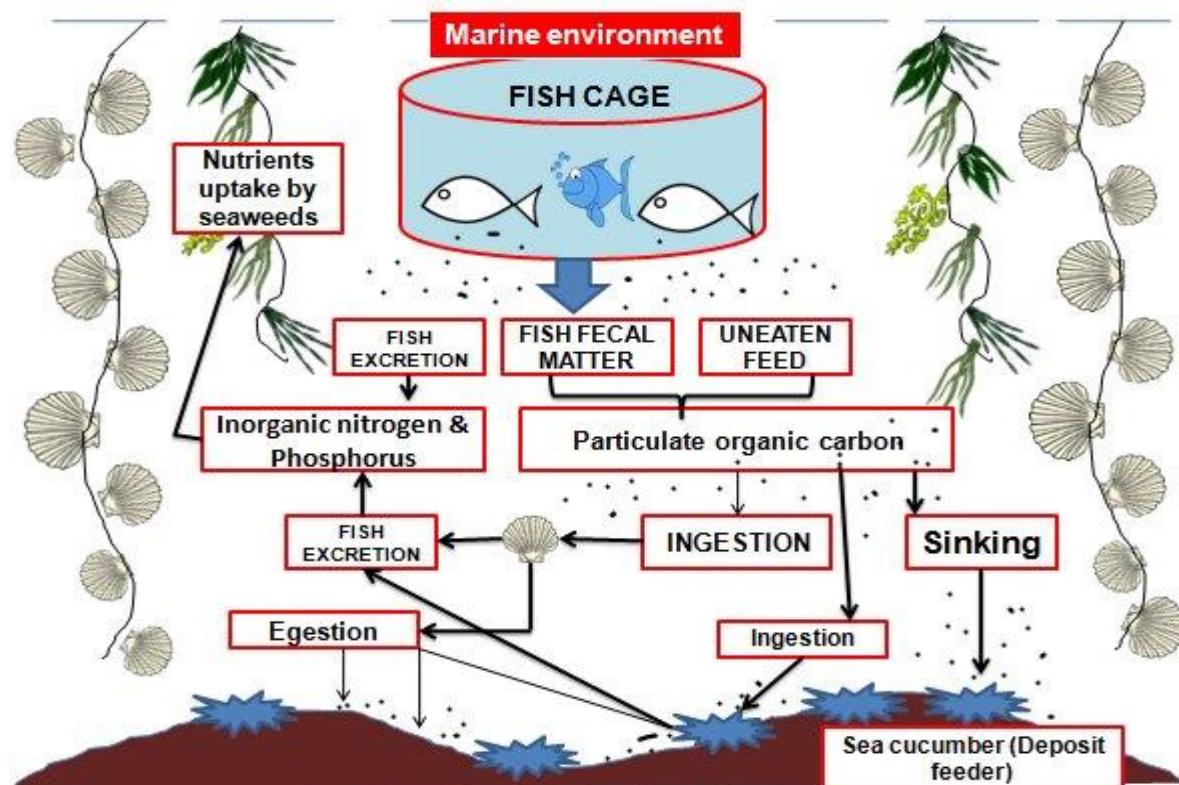 Marine environment
FISH CAGE
Nutrients
uptake by
seaweeds
FISH
EXCRETION
FISH FECAL
MATTER
UNEATEN
FEED
Inorganic nitrogen &
Phosphorus
Particulate organic carbon
FISH
EXCRETION
INGESTION
Sinking
Egestion
Ingestion
Sea cucumber (Deposit
feeder)